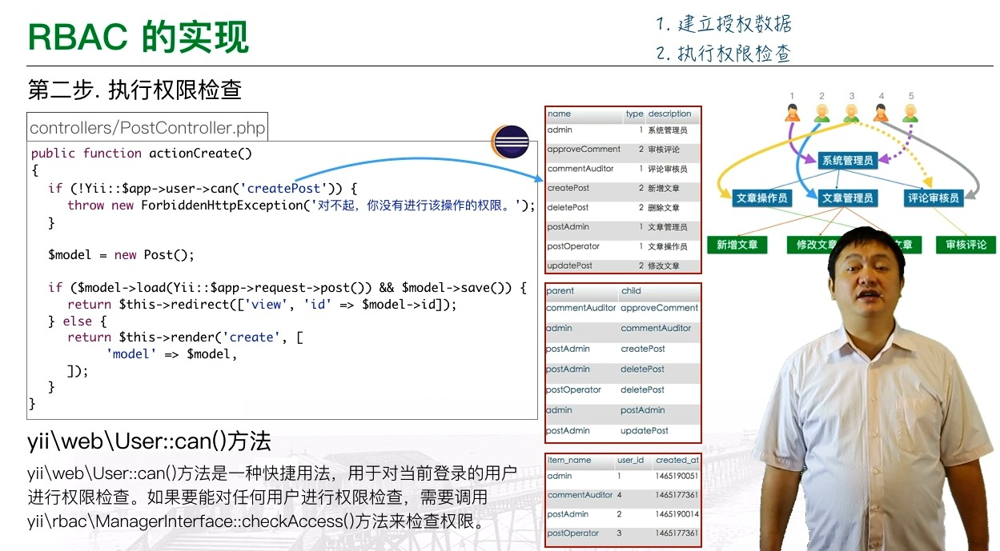 RBAC 的实现
1. 建立授权数据
2. 执行权限检查
第二步. 执行权限检查
controllers/PostController.php
public function actionCreate()
{
if (!Yii::$app->user->can('createPost')) {
throw new ForbiddenHttpException('对不起，你没有进行该操作的权限。');
}
$model = new Post();
if ($model->load(Yii::$app->request->post()) && $model->save()) {
return $this->redirect(['view', 'id' => $model->id]);
} else {
return $this->render('create', [
'model' => $model,
]);
}
}
yii\web\User::can()方法
yii\web\User::can()方法是一种快捷用法，用于对当前登录的用户
进行权限检查。如果要能对任何用户进行权限检查，需要调用
yii\rbac\ManagerInterface::checkAccess()方法来检查权限。
name type description
admin 1 系统管理员
approveComment 2 审核评论
commentAuditor 1 评论审核员
createPost 2 新增文章
deletePost 2 删除文章
postAdmin 1 文章管理员
postOperator 1 文章操作员
updatePost 2 修改文章
parent child
commentAuditor approveComment
admin commentAuditor
postAdmin createPost
postAdmin deletePost
postOperator deletePost
admin postAdmin
postAdmin updatePost
item_name user_id created_at
admin 1 1465190051
commentAuditor 4 1465177361
postAdmin 2 1465190014
postOperator 3 1465177361
1 2 3 4 5
系统管理员
文章操作员 文章管理员 评论审核员
新增文章 修改文 文章 审核评论